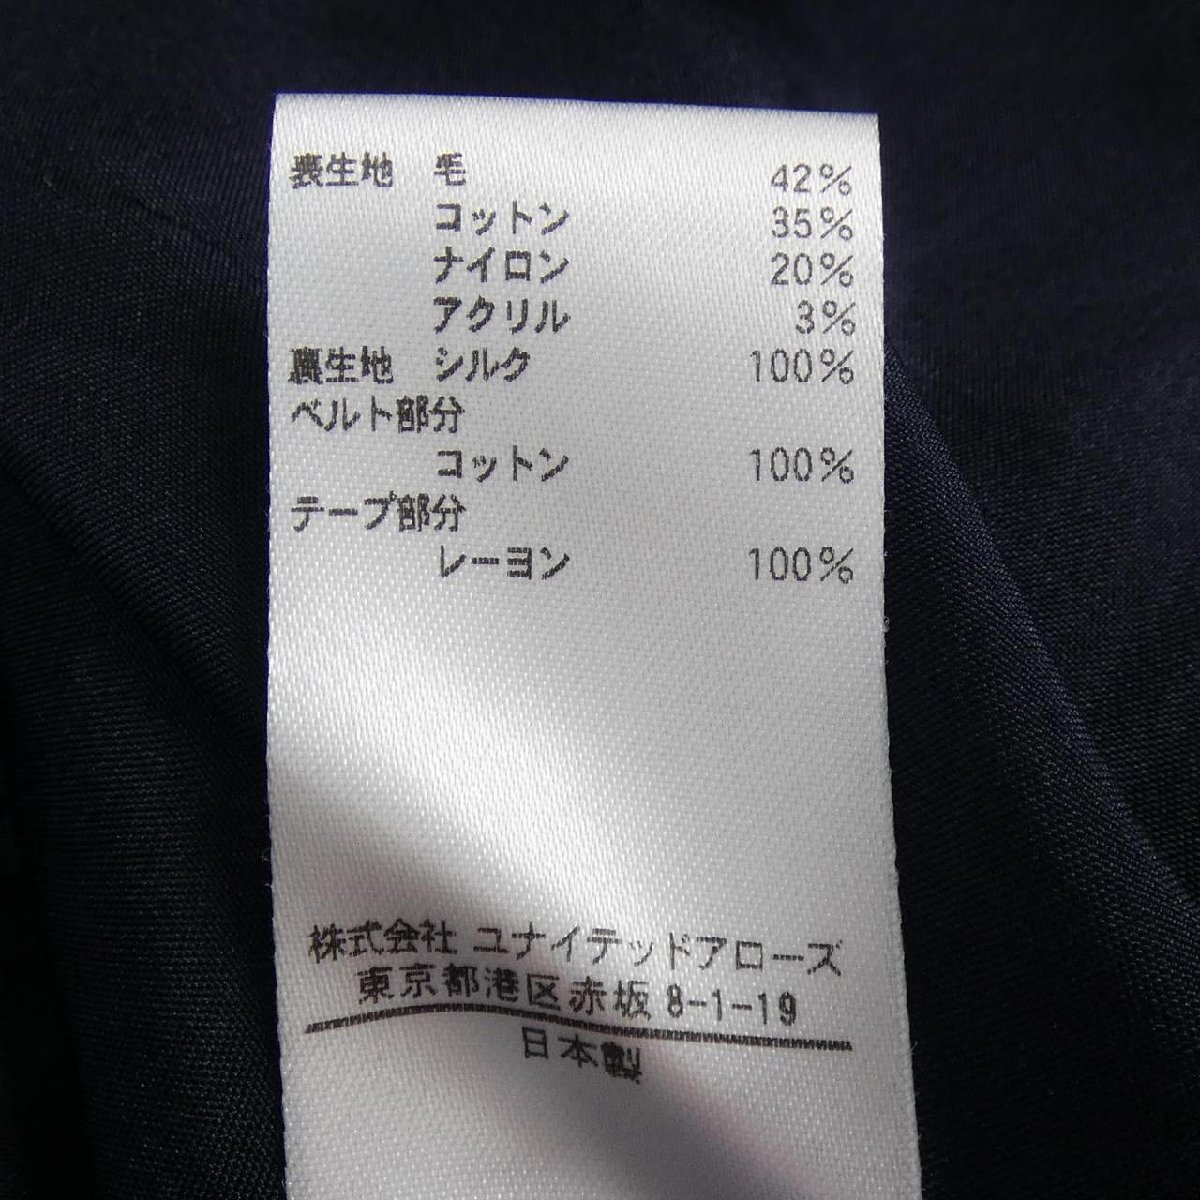 表生地 毛 42%
コットン 35%
ナイロン 20%
アクリル 3%
裏生地 シルク 100%
ベルト部分
コットン 100%
テープ部分
レーヨン 100%
株式会社 ユナイテッドアローズ
東京都港区赤坂 8-1-19
日本製